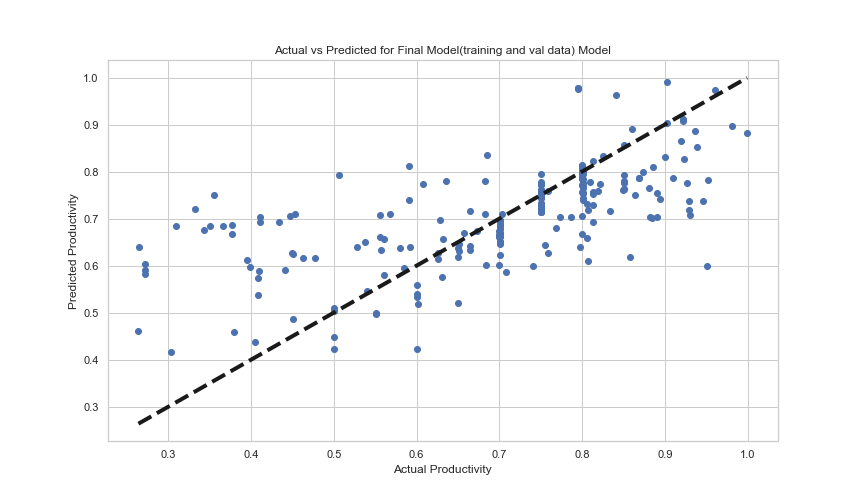 Actual vs Predicted for Final Model(training and val data) Model
1.0
0.9
0.8
0.7
0.6
0.5
0.4
0.3
Predicted Productivity
0.3 0.4 0.5 0.6 0.7 0.8 0.9 1.0
Actual Productivity